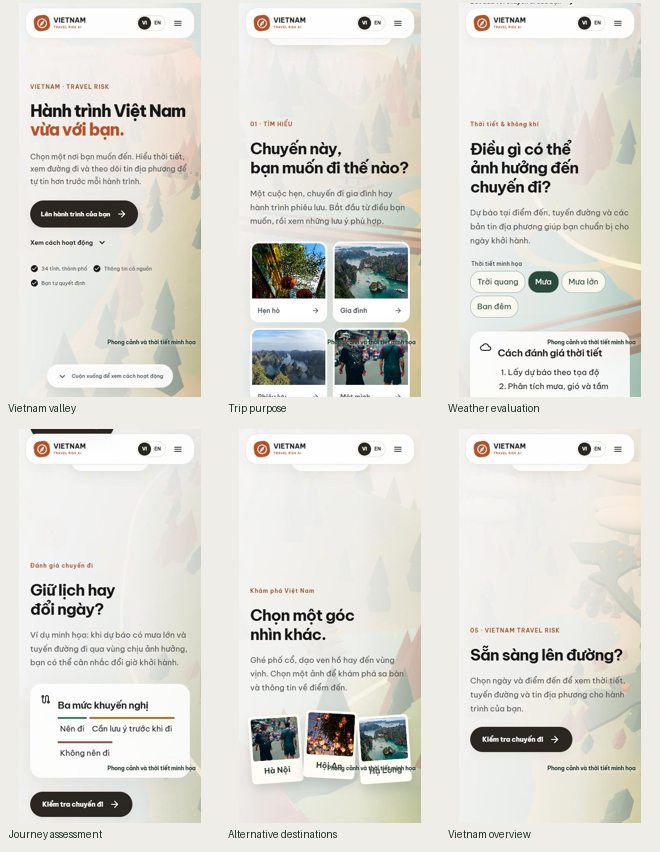 VIETNAM
TRAVEL RISK AI
VI EN
VIETNAM · TRAVEL RISK
Hành trình Việt Nam
vừa với bạn.
Chọn một nơi bạn muốn đến. Hiểu thời tiết,
xem đường đi và theo dõi tin địa phương để
tự tin hơn trước mỗi hành trình.
Lên hành trình của bạn →
Xem cách hoạt động
34 tỉnh, thành phố Thông tin có nguồn
Bạn tự quyết định
Phong cảnh và thời tiết minh họa
Cuộn xuống để xem cách hoạt động
Vietnam valley
VIETNAM
TRAVEL RISK AI
VI EN
01 · TÌM HIỂU
Chuyến này,
bạn muốn đi thế nào?
Một cuộc hẹn, chuyến đi gia đình hay
hành trình phiêu lưu. Bắt đầu từ điều bạn
muốn, rồi xem những lưu ý phù hợp.
Hẹn hò →
Gia đình →
Phong cảnh và thời tiết minh họa
Phiêu lưu
Một mình
Trip purpose
VIETNAM
TRAVEL RISK AI
VI EN
Thời tiết & không khí
Điều gì có thể
ảnh hưởng đến
chuyến đi?
Dự báo tại điểm đến, tuyến đường và các
bản tin địa phương giúp bạn chuẩn bị cho
ngày khởi hành.
Thời tiết minh họa
Trời quang Mưa Mưa lớn
Ban đêm
Phong cảnh và thời tiết minh họa
Cách đánh giá thời tiết
1. Lấy dự báo theo tọa độ
2. Phân tích mưa, gió và tầm
Weather evaluation
VIETNAM
TRAVEL RISK AI
VI EN
Đánh giá chuyến đi
Giữ lịch hay
đổi ngày?
Ví dụ minh họa: khi dự báo có mưa lớn và
tuyến đường đi qua vùng chịu ảnh hưởng,
bạn có thể cân nhắc đổi giờ khởi hành.
Ba mức khuyến nghị
Nên đi Cần lưu ý trước khi đi
Không nên đi
Phong cảnh và thời tiết minh họa
Kiểm tra chuyến đi →
Journey assessment
VIETNAM
TRAVEL RISK AI
VI EN
Khám phá Việt Nam
Chọn một góc
nhìn khác.
Ghé phố cổ, dạo ven hồ hay đến vùng
vịnh. Chọn một ảnh để khám phá sa bàn
và thông tin về điểm đến.
Hà Nội
Hội An
Hạ Long
Phong cảnh và thời tiết minh họa
Alternative destinations
VIETNAM
TRAVEL RISK AI
VI EN
05 · VIETNAM TRAVEL RISK
Sẵn sàng lên đường?
Chọn ngày và điểm đến để xem thời tiết,
tuyến đường và tin địa phương cho hành
trình của bạn.
Kiểm tra chuyến đi →
Phong cảnh và thời tiết minh họa
Vietnam overview